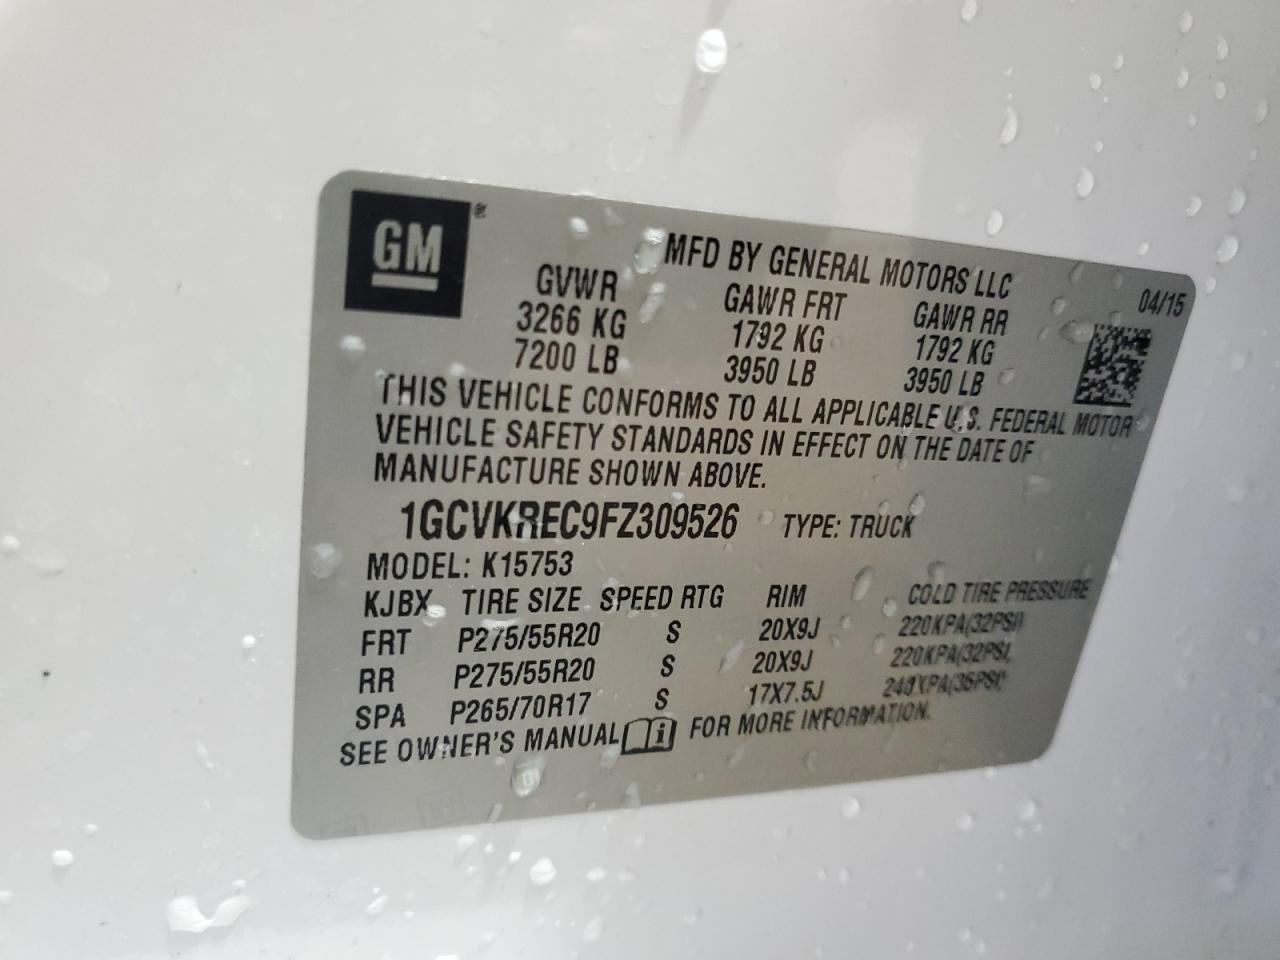 GM ®
MFD BY GENERAL MOTORS LLC
04/15
GVWR GAWR FRT GAWR RR
3266 KG 1792 KG 1792 KG
7200 LB 3950 LB 3950 LB
THIS VEHICLE CONFORMS TO ALL APPLICABLE U.S. FEDERAL MOTOR
VEHICLE SAFETY STANDARDS IN EFFECT ON THE DATE OF
MANUFACTURE SHOWN ABOVE.
1GCVKREC9FZ309526 TYPE: TRUCK
MODEL: K15753
KJBX TIRE SIZE SPEED RTG RIM COLD TIRE PRESSURE
FRT P275/55R20 S 20X9J 220KPA(32PSI)
RR P275/55R20 S 20X9J 220KPA(32PSI)
SPA P265/70R17 S 17X7.5J
SEE OWNER'S MANUAL i FOR MORE INFORMATION.